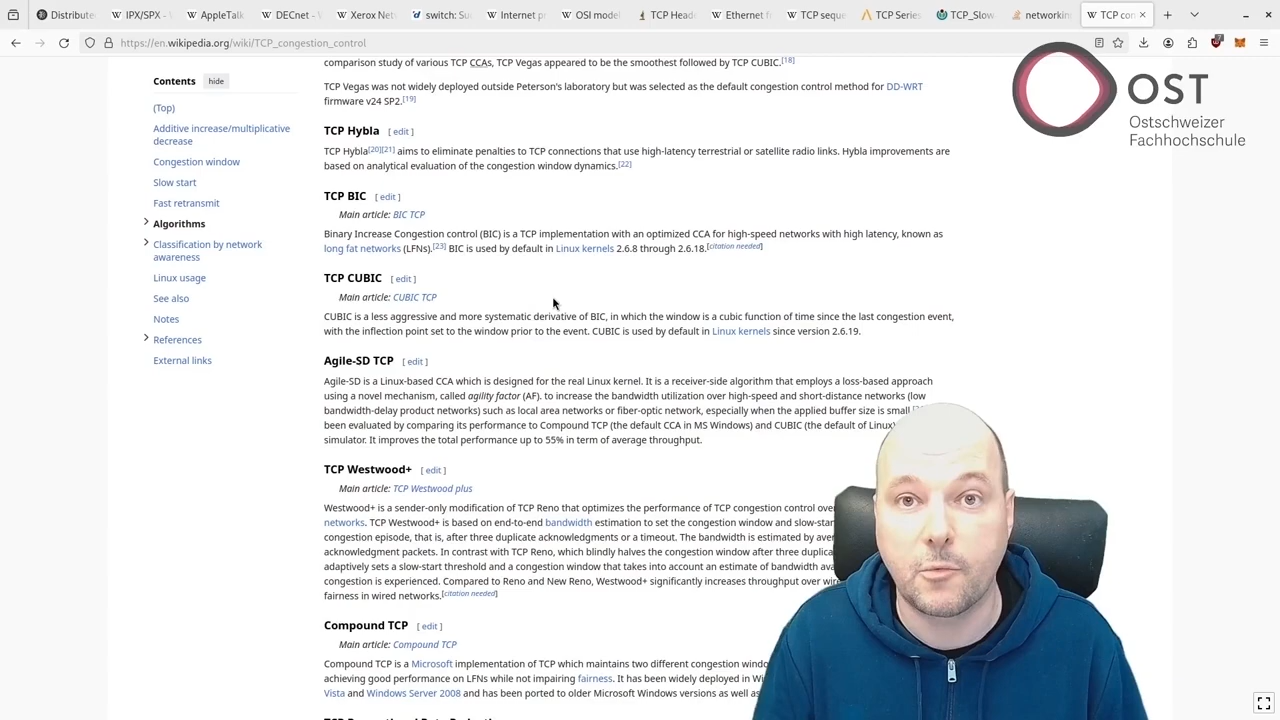 Distribute
IPX/SPX -
AppleTalk
DECnet -
Xerox Net
switch: Su
Internet p
OSI model
TCP Head
Ethernet f
TCP sequ
TCP Series
TCP_Slow
networkin
TCP con
https://en.wikipedia.org/wiki/TCP_congestion_control
7
OST
Ostschweizer
Fachhochschule
Contents hide
(Top)
Additive increase/multiplicative
decrease
Congestion window
Slow start
Fast retransmit
Algorithms
Classification by network
awareness
Linux usage
See also
Notes
References
External links
comparison study of various TCP CCAs, TCP Vegas appeared to be the smoothest followed by TCP CUBIC.[18]
TCP Vegas was not widely deployed outside Peterson's laboratory but was selected as the default congestion control method for DD-WRT
firmware v24 SP2.[19]
TCP Hybla [ edit ]
TCP Hybla[20][21] aims to eliminate penalties to TCP connections that use high-latency terrestrial or satellite radio links. Hybla improvements are
based on analytical evaluation of the congestion window dynamics.[22]
TCP BIC [ edit ]
Main article: BIC TCP
Binary Increase Congestion control (BIC) is a TCP implementation with an optimized CCA for high-speed networks with high latency, known as
long fat networks (LFNs).[23] BIC is used by default in Linux kernels 2.6.8 through 2.6.18.[citation needed]
TCP CUBIC [ edit ]
Main article: CUBIC TCP
CUBIC is a less aggressive and more systematic derivative of BIC, in which the window is a cubic function of time since the last congestion event,
with the inflection point set to the window prior to the event. CUBIC is used by default in Linux kernels since version 2.6.19.
Agile-SD TCP [ edit ]
Agile-SD is a Linux-based CCA which is designed for the real Linux kernel. It is a receiver-side algorithm that employs a loss-based approach
using a novel mechanism, called agility factor (AF). to increase the bandwidth utilization over high-speed and short-distance networks (low
bandwidth-delay product networks) such as local area networks or fiber-optic network, especially when the applied buffer size is small
been evaluated by comparing its performance to Compound TCP (the default CCA in MS Windows) and CUBIC (the default of Linux)
simulator. It improves the total performance up to 55% in term of average throughput.
TCP Westwood+ [ edit ]
Main article: TCP Westwood plus
Westwood+ is a sender-only modification of TCP Reno that optimizes the performance of TCP congestion control over
networks. TCP Westwood+ is based on end-to-end bandwidth estimation to set the congestion window and slow-star
congestion episode, that is, after three duplicate acknowledgments or a timeout. The bandwidth is estimated by aver
acknowledgment packets. In contrast with TCP Reno, which blindly halves the congestion window after three duplica
adaptively sets a slow-start threshold and a congestion window that takes into account an estimate of bandwidth ava
congestion is experienced. Compared to Reno and New Reno, Westwood+ significantly increases throughput over wire
fairness in wired networks.[citation needed]
Compound TCP [ edit ]
Main article: Compound TCP
Compound TCP is a Microsoft implementation of TCP which maintains two different congestion windo
achieving good performance on LFNs while not impairing fairness. It has been widely deployed in Wi
Vista and Windows Server 2008 and has been ported to older Microsoft Windows versions as well as